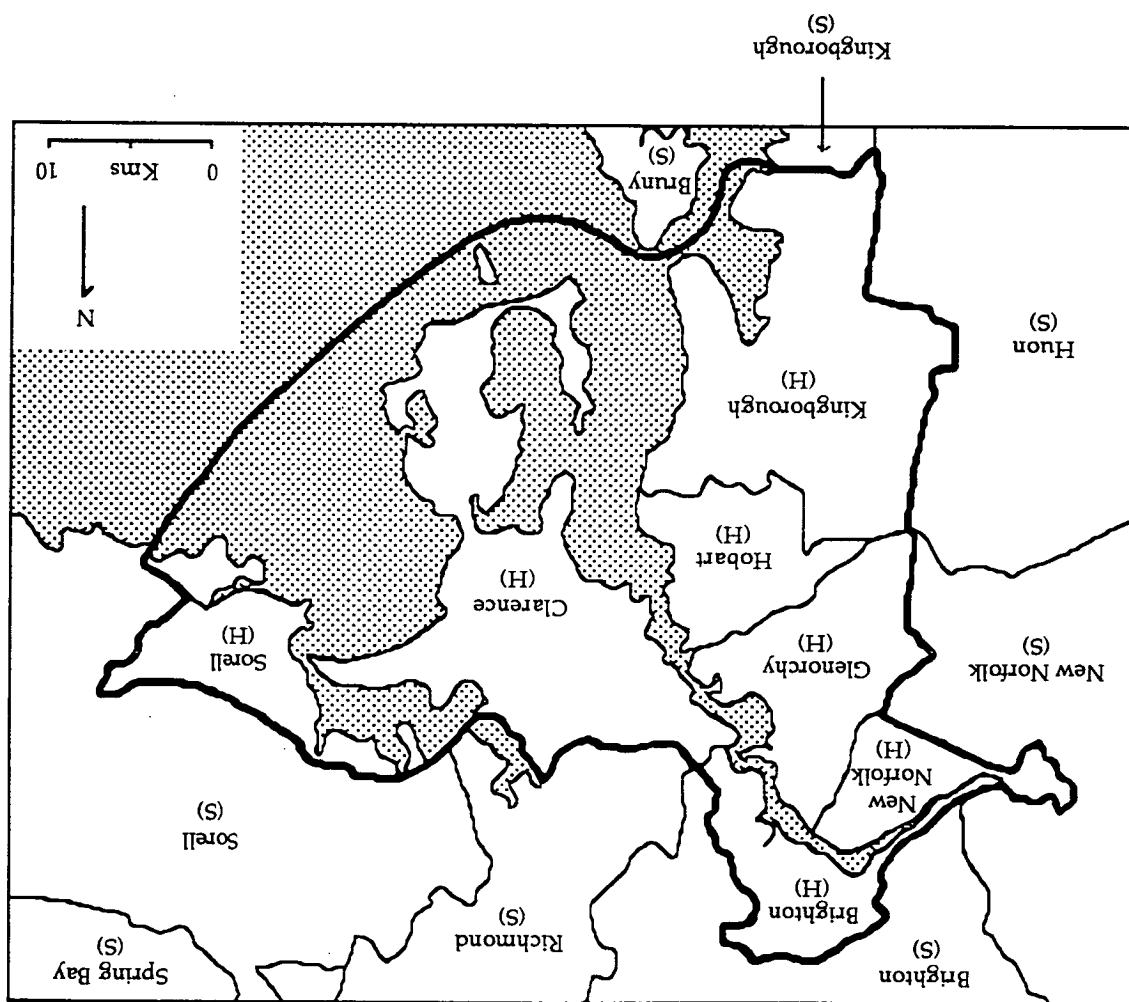 Brighton
(S)
Spring Bay
(S)
Richmond
(S)
Brighton
(H)
Sorell
(S)
New
Norfolk
(H)
New Norfolk
(S)
Glenorchy
(H)
Sorell
(H)
Clarence
(H)
Hobart
(H)
Kingborough
(H)
Huon
(S)
N
Bruny
(S)
0 Kms 10
Kingborough
(S)